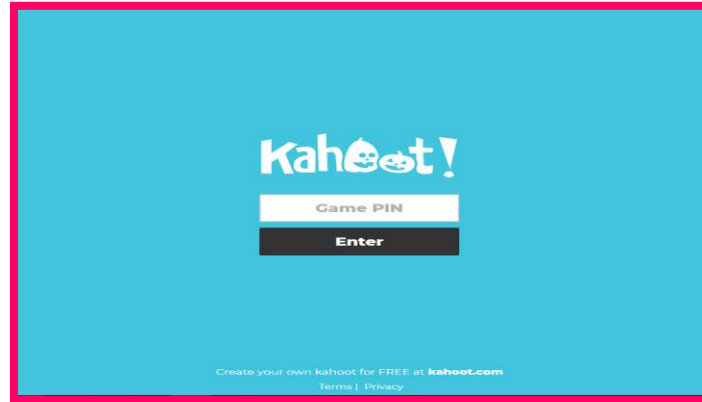 Kahoot!
Game PIN
Enter
Create your own kahoot for FREE at kahoot.com
Terms | Privacy